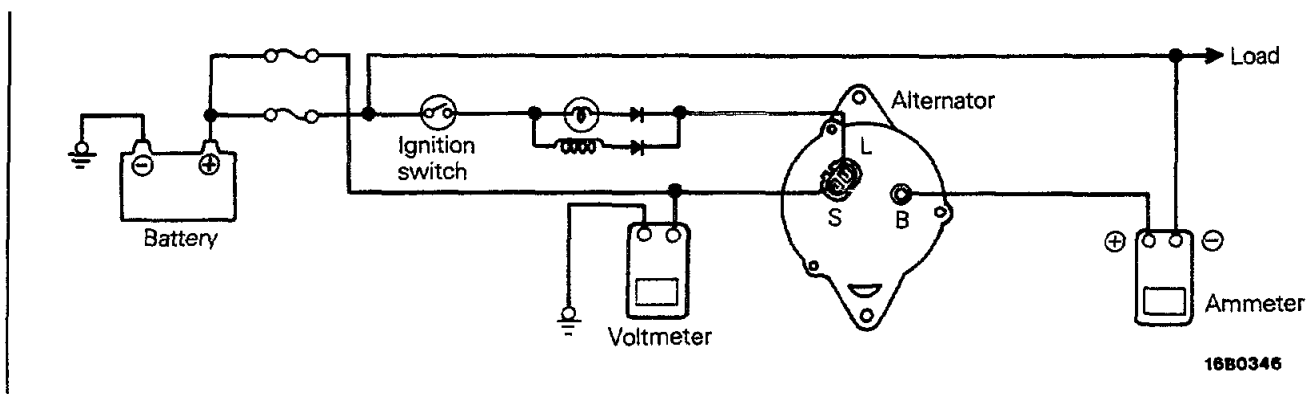 Load
Alternator
L
Ignition
switch
⊖ ⊕
S
B
Battery
⊕ ⊖
Voltmeter
Ammeter
16B0346